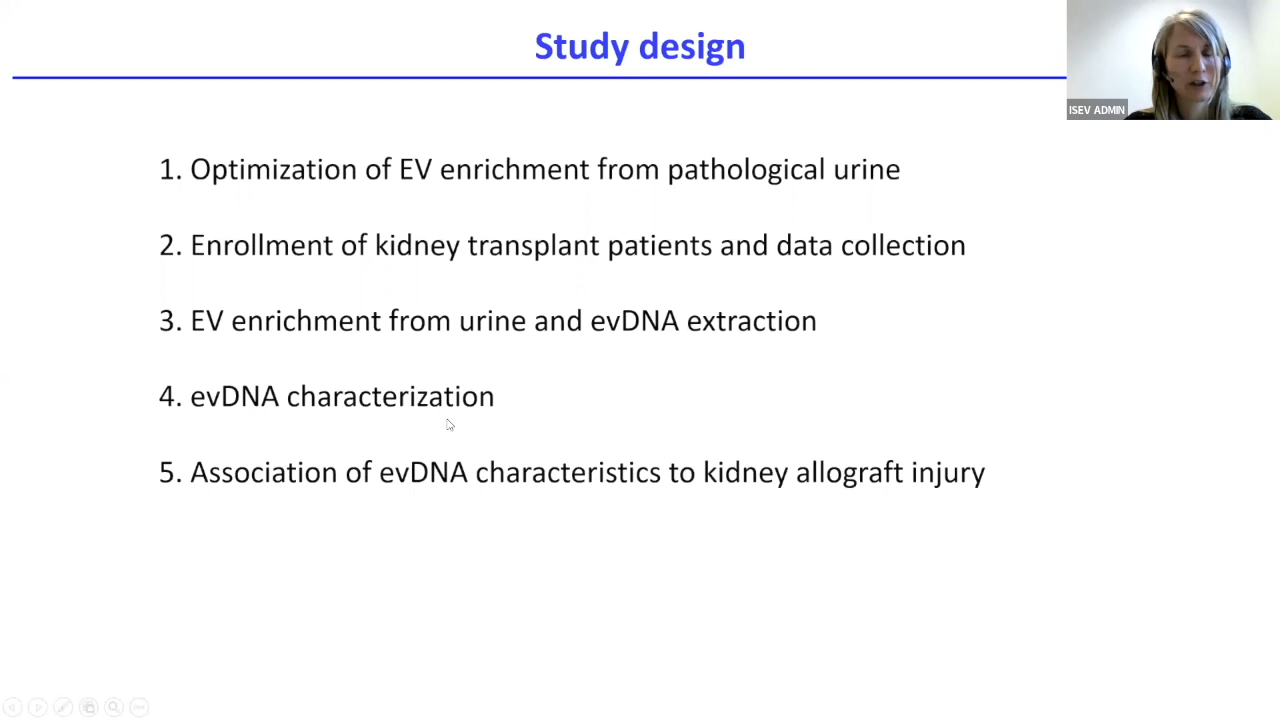 Study design
ISEV ADMIN
1. Optimization of EV enrichment from pathological urine
2. Enrollment of kidney transplant patients and data collection
3. EV enrichment from urine and evDNA extraction
4. evDNA characterization
5. Association of evDNA characteristics to kidney allograft injury